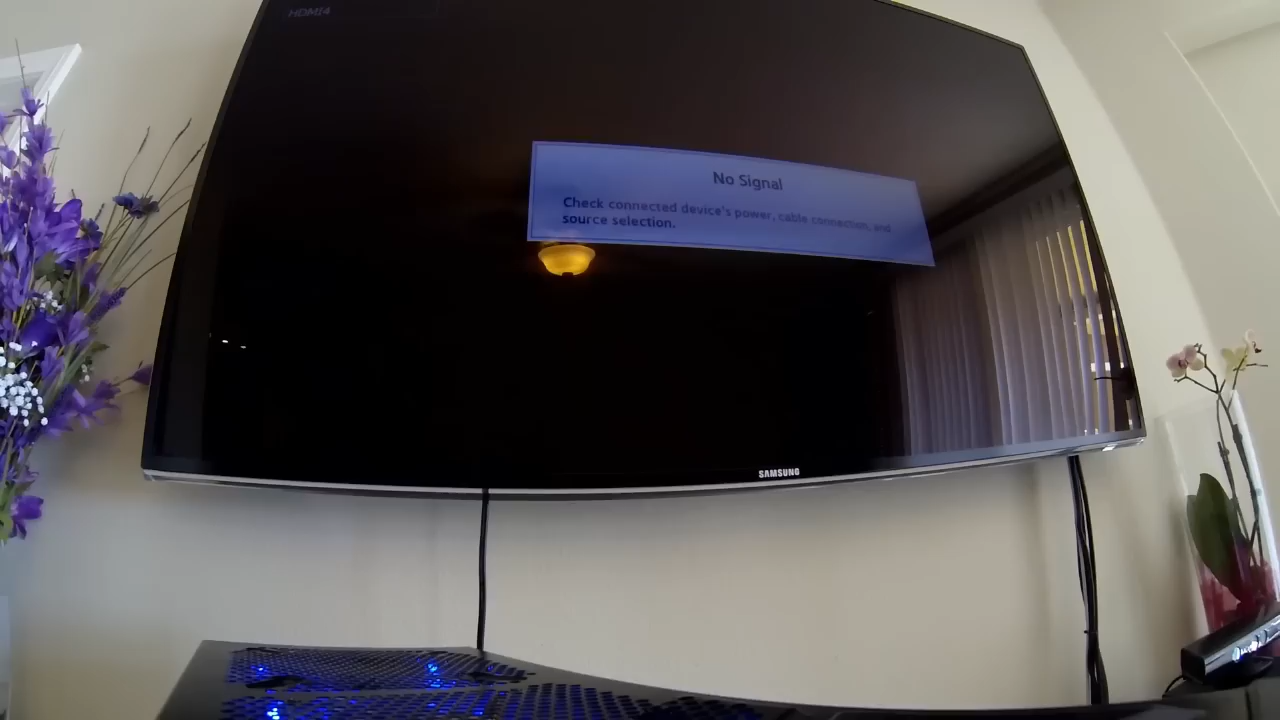 HDMI4
No Signal
Check connected device's power, cable connection, and
source selection.
SAMSUNG